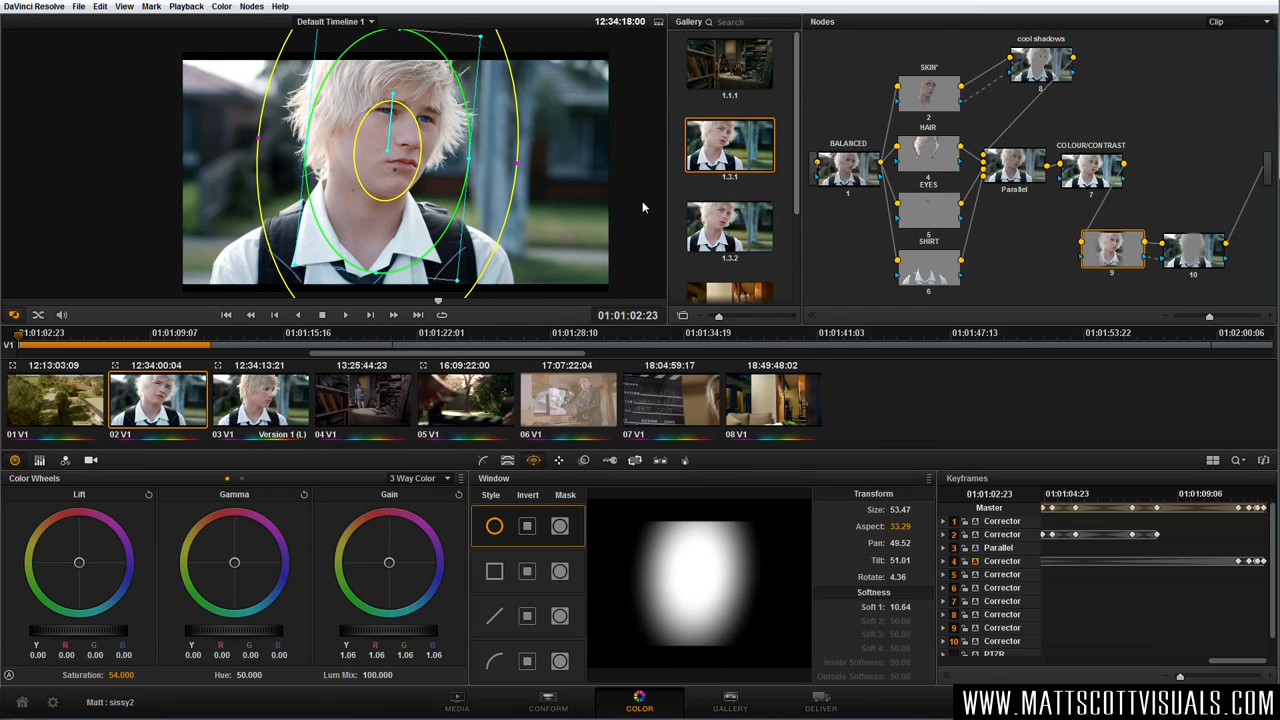 DaVinci Resolve File Edit View Mark Playback Color Nodes Help
Default Timeline 1 12:34:18:00 Gallery Search Nodes Clip
1.1.1
1.3.1
1.3.2
cool shadows
8
SKIN'
2
HAIR
4
BALANCED
1
EYES
5
SHIRT
6
Parallel
COLOUR/CONTRAST
7
9
10
01:01:02:23
01:01:02:23 01:01:09:07 01:01:15:16 01:01:22:01 01:01:28:10 01:01:34:19 01:01:41:03 01:01:47:13 01:01:53:22 01:02:00:06
V1
12:13:03:09 12:34:00:04 12:34:13:21 13:25:44:23 16:09:22:00 17:07:22:04 18:04:59:17 18:49:48:02
01 V1 02 V1 03 V1 Version 1 (L) 04 V1 05 V1 06 V1 07 V1 08 V1
Color Wheels 3 Way Color
Lift Gamma Gain
Y R G B Y R G B Y R G B
0.00 0.00 0.00 0.00 0.00 0.00 0.00 0.00 1.06 1.06 1.06 1.06
Saturation: 54.000 Hue: 50.000 Lum Mix: 100.000
Window
Style Invert Mask
Transform
Size: 53.47
Aspect: 33.29
Pan: 49.52
Tilt: 51.01
Rotate: 4.36
Softness
Soft 1: 10.64
Soft 2: 50.00
Soft 3: 50.00
Soft 4: 50.00
Inside Softness: 50.00
Outside Softness: 50.00
Keyframes
01:01:02:23 01:01:04:23 01:01:09:06
Master
1 Corrector
2 Corrector
3 Parallel
4 Corrector
5 Corrector
6 Corrector
7 Corrector
8 Corrector
9 Corrector
10 Corrector
PTZR
Matt : sissy2
MEDIA CONFORM COLOR GALLERY DELIVER
WWW.MATTSCOTTVISUALS.COM